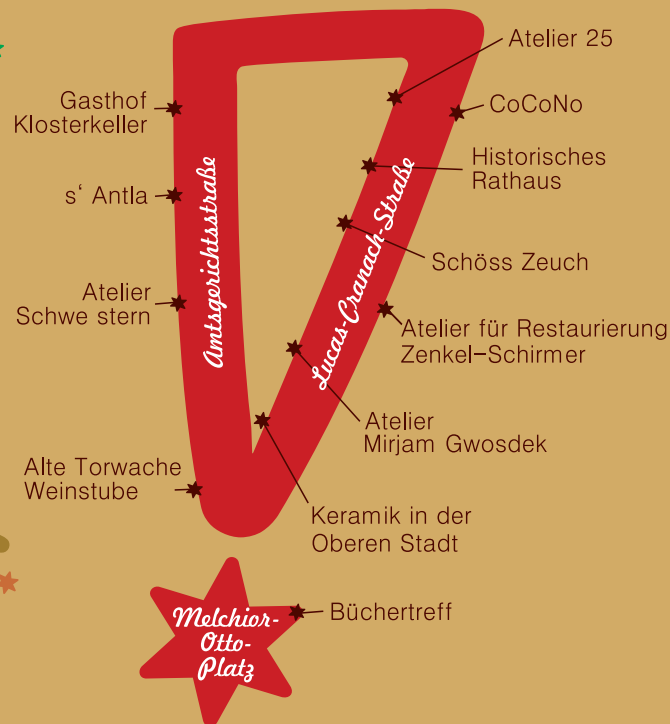 Atelier 25
Gasthof
Klosterkeller
CoCoNo
Historisches
Rathaus
s' Antla
Schöss Zeuch
Amtsgerichtsstraße
Lucas-Cranach-Straße
Atelier
Schwe stern
Atelier für Restaurierung
Zenkel-Schirmer
Atelier
Mirjam Gwosdek
Alte Torwache
Weinstube
Keramik in der
Oberen Stadt
Melchior-
Otto-
Platz
Büchertreff